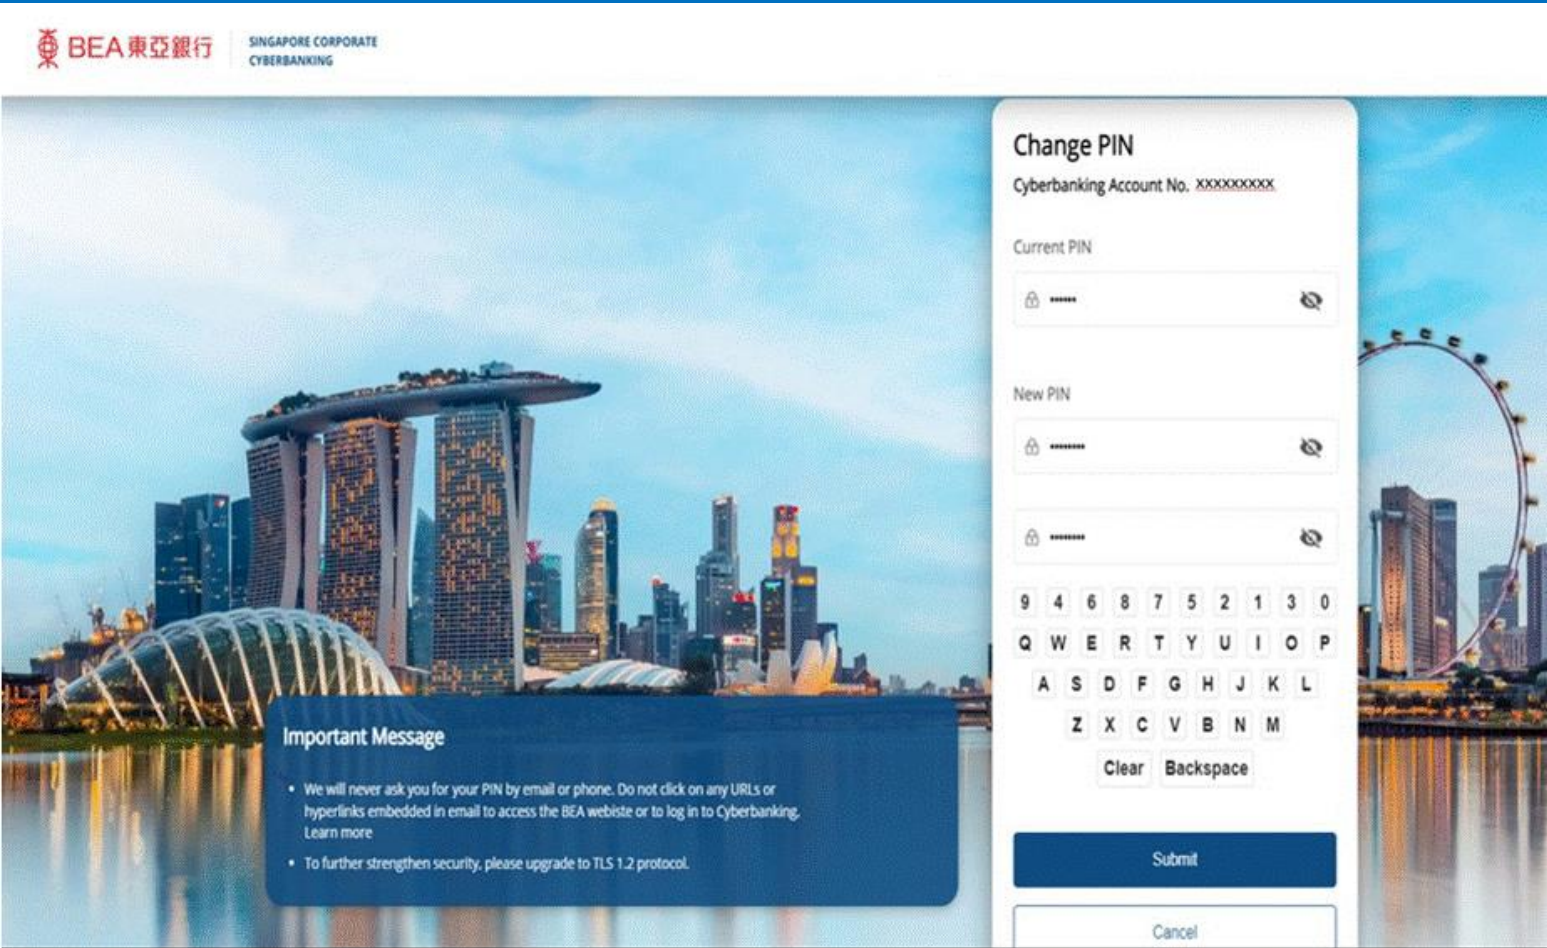 BEA東亞銀行
SINGAPORE CORPORATE
CYBERBANKING
Change PIN
Cyberbanking Account No. XXXXXXXXX
Current PIN
••••••
New PIN
••••••••
••••••••
9 4 6 8 7 5 2 1 3 0
Q W E R T Y U I O P
A S D F G H J K L
Z X C V B N M
Clear Backspace
Submit
Cancel
Important Message
• We will never ask you for your PIN by email or phone. Do not click on any URLs or
hyperlinks embedded in email to access the BEA webiste or to log in to Cyberbanking.
Learn more
• To further strengthen security, please upgrade to TLS 1.2 protocol.